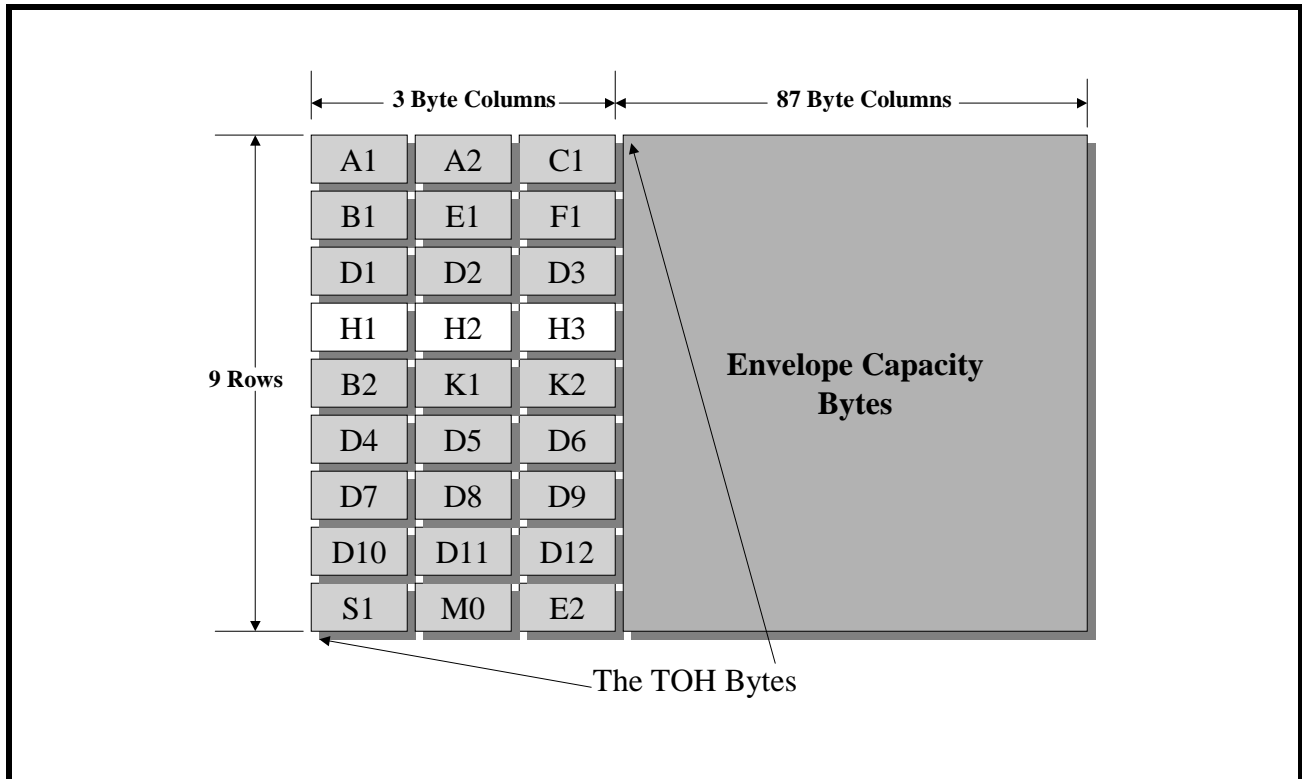 3 Byte Columns
87 Byte Columns
A1 A2 C1
B1 E1 F1
D1 D2 D3
H1 H2 H3
9 Rows
B2 K1 K2
D4 D5 D6
D7 D8 D9
D10 D11 D12
S1 M0 E2
Envelope Capacity
Bytes
The TOH Bytes